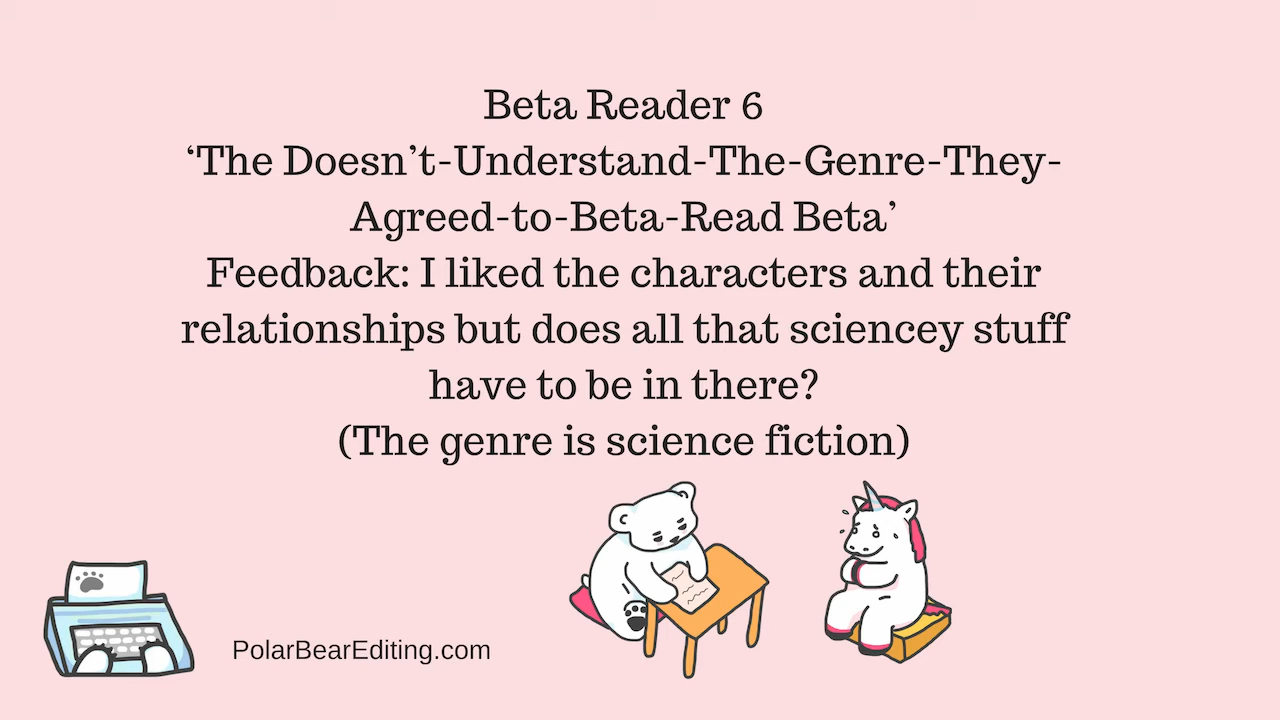 Beta Reader 6
‘The Doesn’t-Understand-The-Genre-They-
Agreed-to-Beta-Read Beta’
Feedback: I liked the characters and their
relationships but does all that sciencey stuff
have to be in there?
(The genre is science fiction)
PolarBearEditing.com